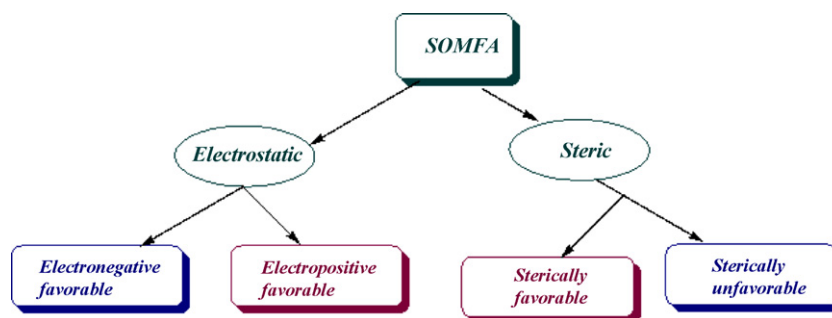 SOMFA
Electrostatic
Steric
Electronegative
favorable
Electropositive
favorable
Sterically
favorable
Sterically
unfavorable